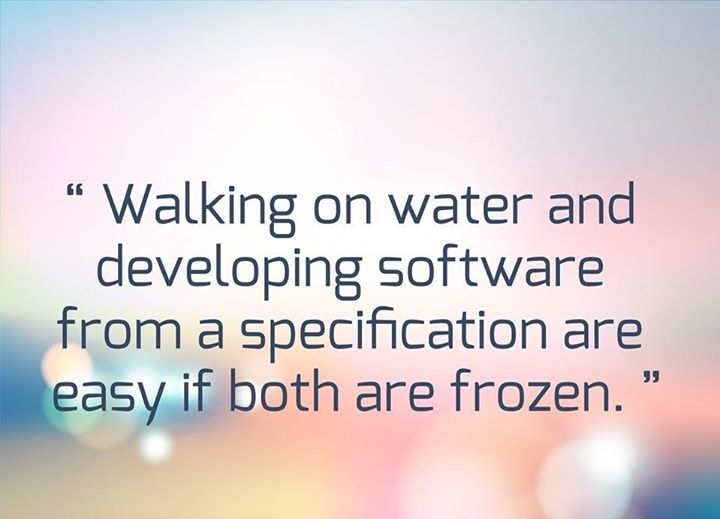 “ Walking on water and
developing software
from a specification are
easy if both are frozen. ”